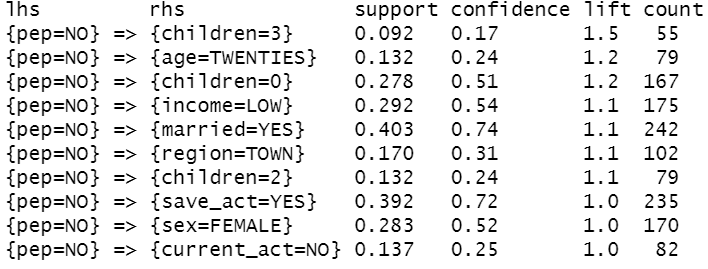 lhs rhs support confidence lift count
{pep=NO} => {children=3} 0.092 0.17 1.5 55
{pep=NO} => {age=TWENTIES} 0.132 0.24 1.2 79
{pep=NO} => {children=0} 0.278 0.51 1.2 167
{pep=NO} => {income=LOW} 0.292 0.54 1.1 175
{pep=NO} => {married=YES} 0.403 0.74 1.1 242
{pep=NO} => {region=TOWN} 0.170 0.31 1.1 102
{pep=NO} => {children=2} 0.132 0.24 1.1 79
{pep=NO} => {save_act=YES} 0.392 0.72 1.0 235
{pep=NO} => {sex=FEMALE} 0.283 0.52 1.0 170
{pep=NO} => {current_act=NO} 0.137 0.25 1.0 82